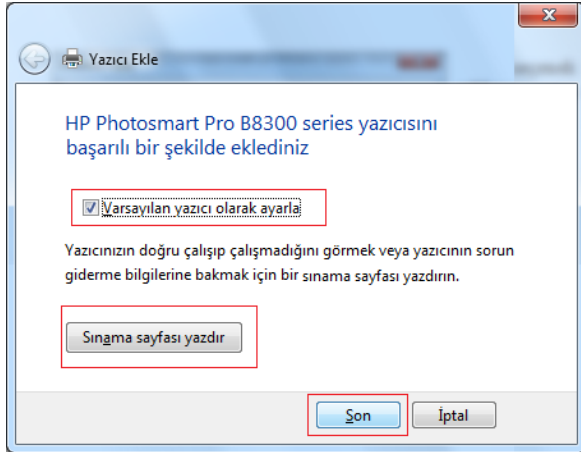 Yazıcı Ekle
HP Photosmart Pro B8300 series yazıcısını
başarılı bir şekilde eklediniz
Varsayılan yazıcı olarak ayarla
Yazıcınızın doğru çalışıp çalışmadığını görmek veya yazıcının sorun
giderme bilgilerine bakmak için bir sınama sayfası yazdırın.
Sınama sayfası yazdır
Son İptal